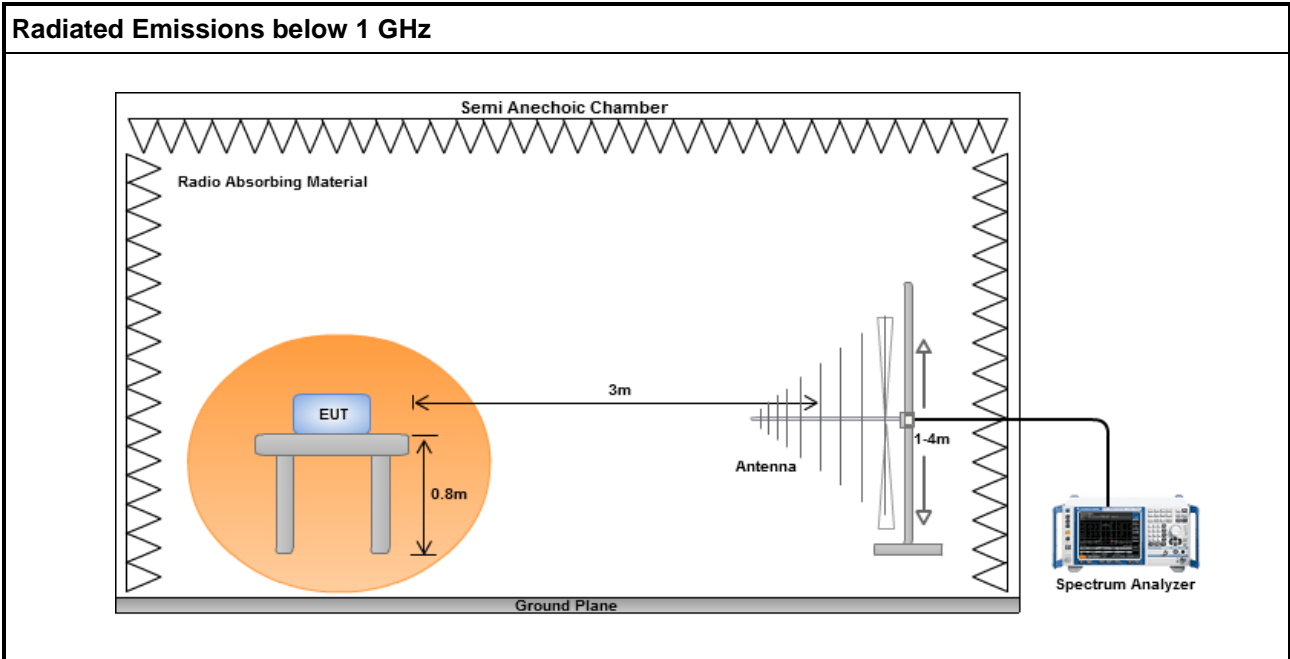 Radiated Emissions below 1 GHz
Semi Anechoic Chamber
Radio Absorbing Material
3m
EUT
1-4m
Antenna
0.8m
Spectrum Analyzer
Ground Plane